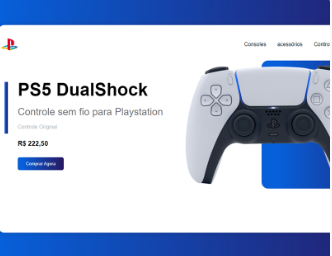 Consoles acessórios Contro
PS5 DualShock
Controle sem fio para Playstation
Controle Original
R$ 222,50
Comprar Agora